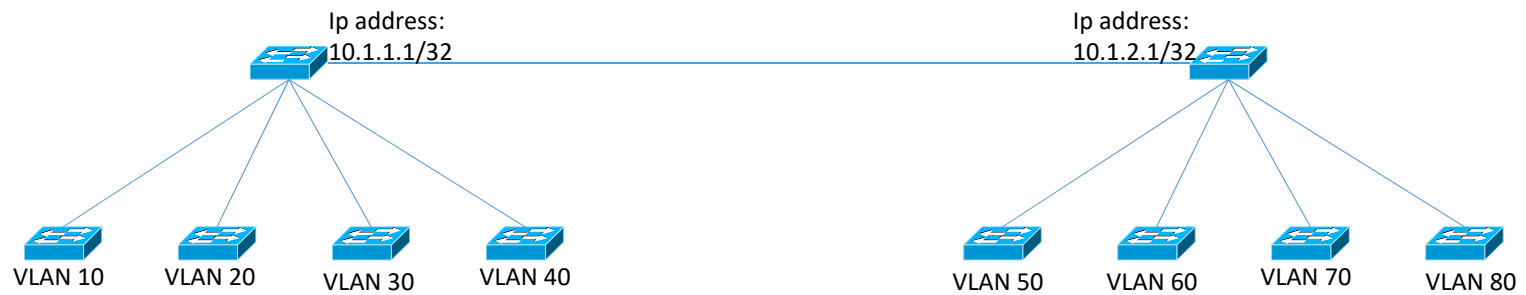 Ip address:
10.1.1.1/32
Ip address:
10.1.2.1/32
VLAN 10
VLAN 20
VLAN 30
VLAN 40
VLAN 50
VLAN 60
VLAN 70
VLAN 80